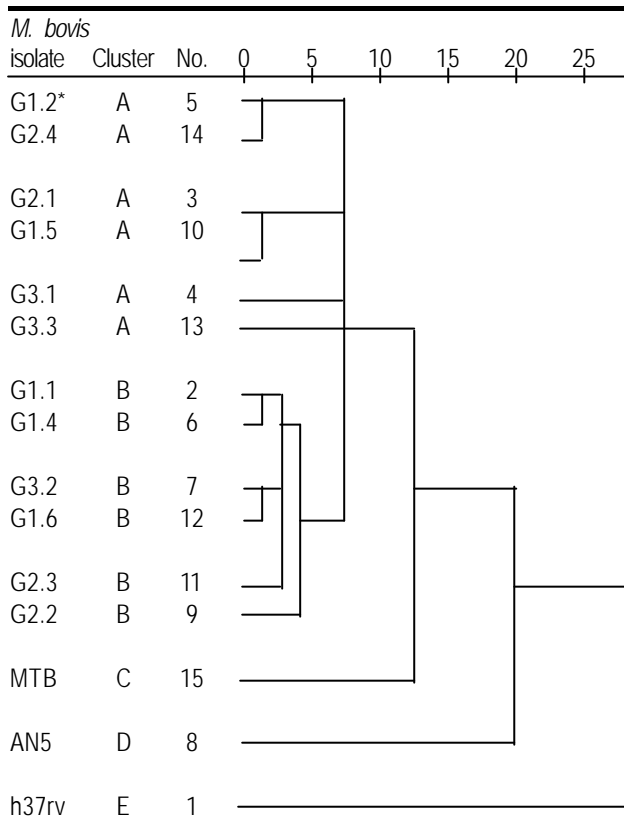 M. bovis
isolate Cluster No. 0 5 10 15 20 25
G1.2* A 5
G2.4 A 14
G2.1 A 3
G1.5 A 10
G3.1 A 4
G3.3 A 13
G1.1 B 2
G1.4 B 6
G3.2 B 7
G1.6 B 12
G2.3 B 11
G2.2 B 9
MTB C 15
AN5 D 8
h37rv E 1